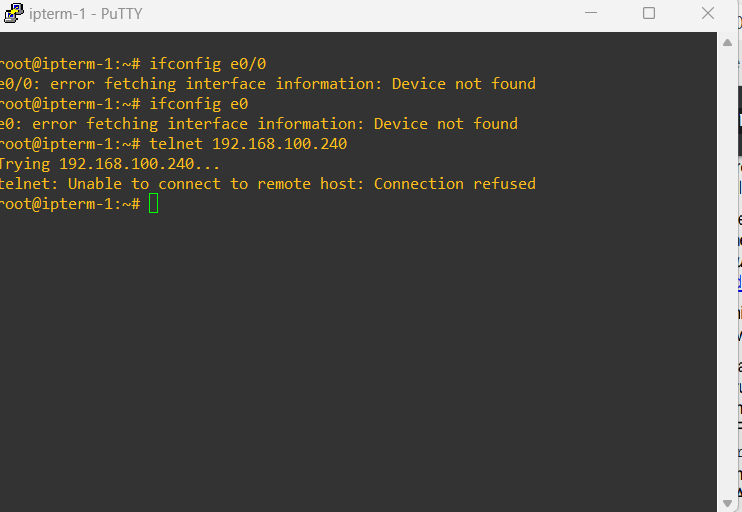 ipterm-1 - PuTTY
root@ipterm-1:~# ifconfig e0/0
e0/0: error fetching interface information: Device not found
root@ipterm-1:~# ifconfig e0
e0: error fetching interface information: Device not found
root@ipterm-1:~# telnet 192.168.100.240
Trying 192.168.100.240...
telnet: Unable to connect to remote host: Connection refused
root@ipterm-1:~#